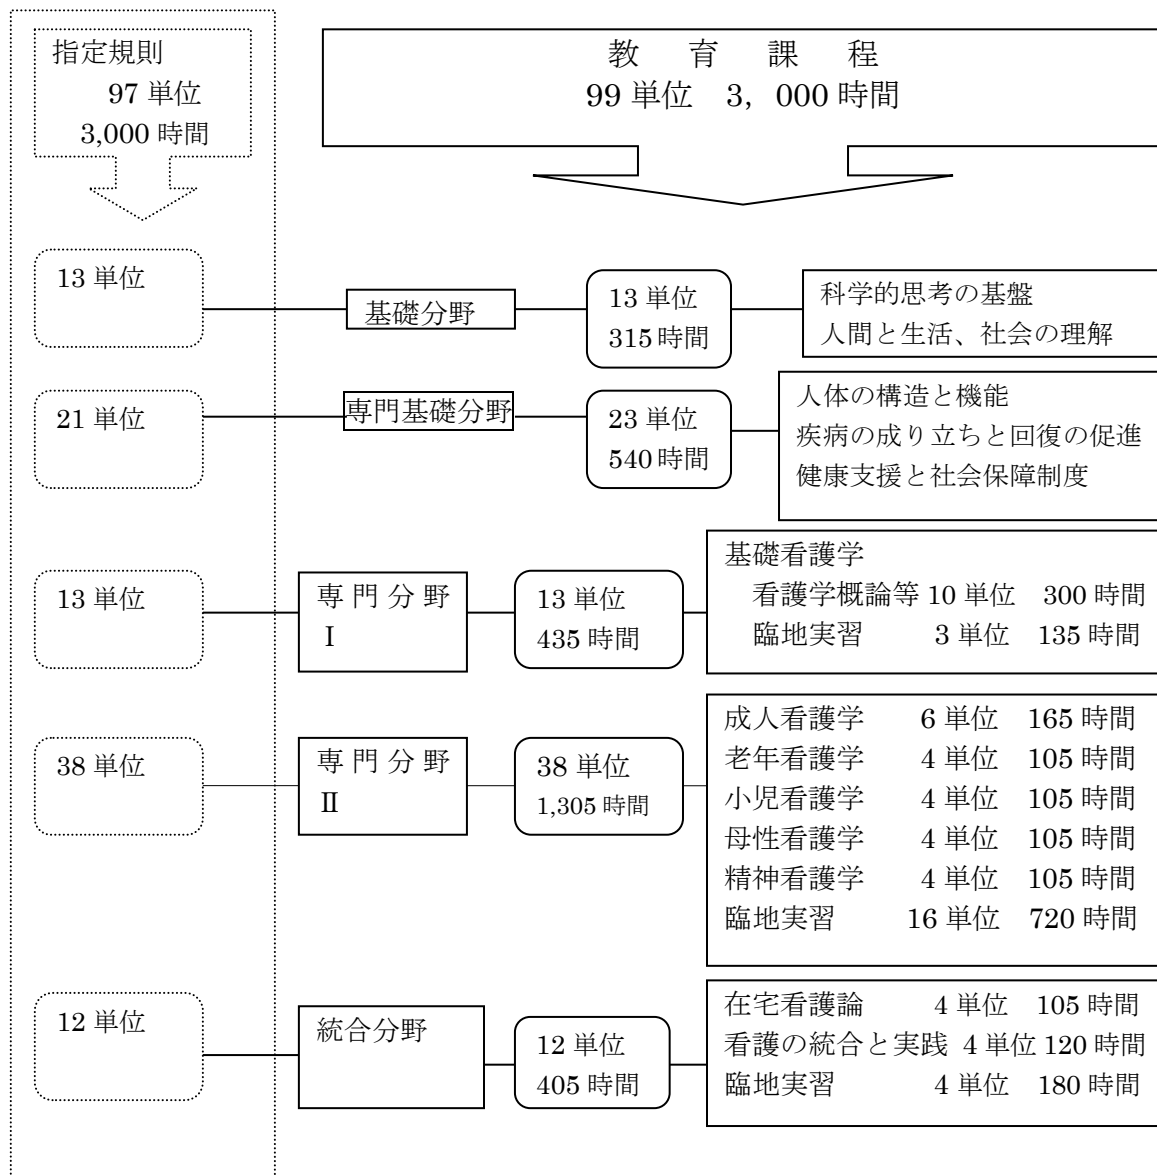 指定規則
97 単位
3,000 時間
教 育 課 程
99 単位 3，000 時間
13 単位
基礎分野
13 単位
315 時間
科学的思考の基盤
人間と生活、社会の理解
21 単位
専門基礎分野
23 単位
540 時間
人体の構造と機能
疾病の成り立ちと回復の促進
健康支援と社会保障制度
13 単位
専 門 分 野
Ⅰ
13 単位
435 時間
基礎看護学
看護学概論等 10 単位 300 時間
臨地実習 3 単位 135 時間
38 単位
専 門 分 野
Ⅱ
38 単位
1,305 時間
成人看護学 6 単位 165 時間
老年看護学 4 単位 105 時間
小児看護学 4 単位 105 時間
母性看護学 4 単位 105 時間
精神看護学 4 単位 105 時間
臨地実習 16 単位 720 時間
12 単位
統合分野
12 単位
405 時間
在宅看護論 4 単位 105 時間
看護の統合と実践 4 単位 120 時間
臨地実習 4 単位 180 時間